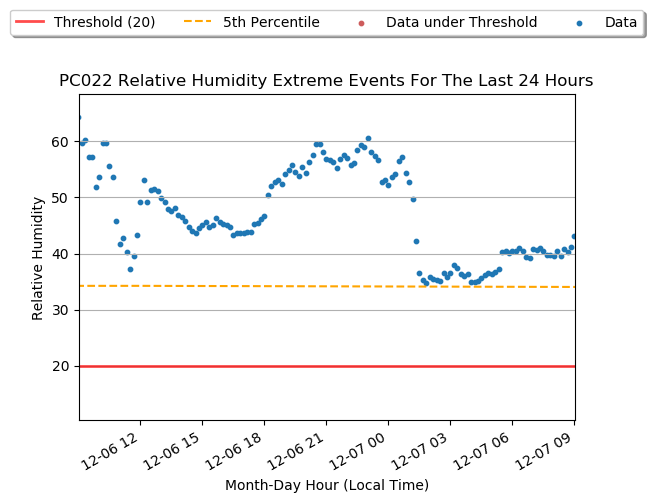 Threshold (20) 5th Percentile Data under Threshold Data
PC022 Relative Humidity Extreme Events For The Last 24 Hours
Relative Humidity
60
50
40
30
20
12-06 12 12-06 15 12-06 18 12-06 21 12-07 00 12-07 03 12-07 06 12-07 09
Month-Day Hour (Local Time)